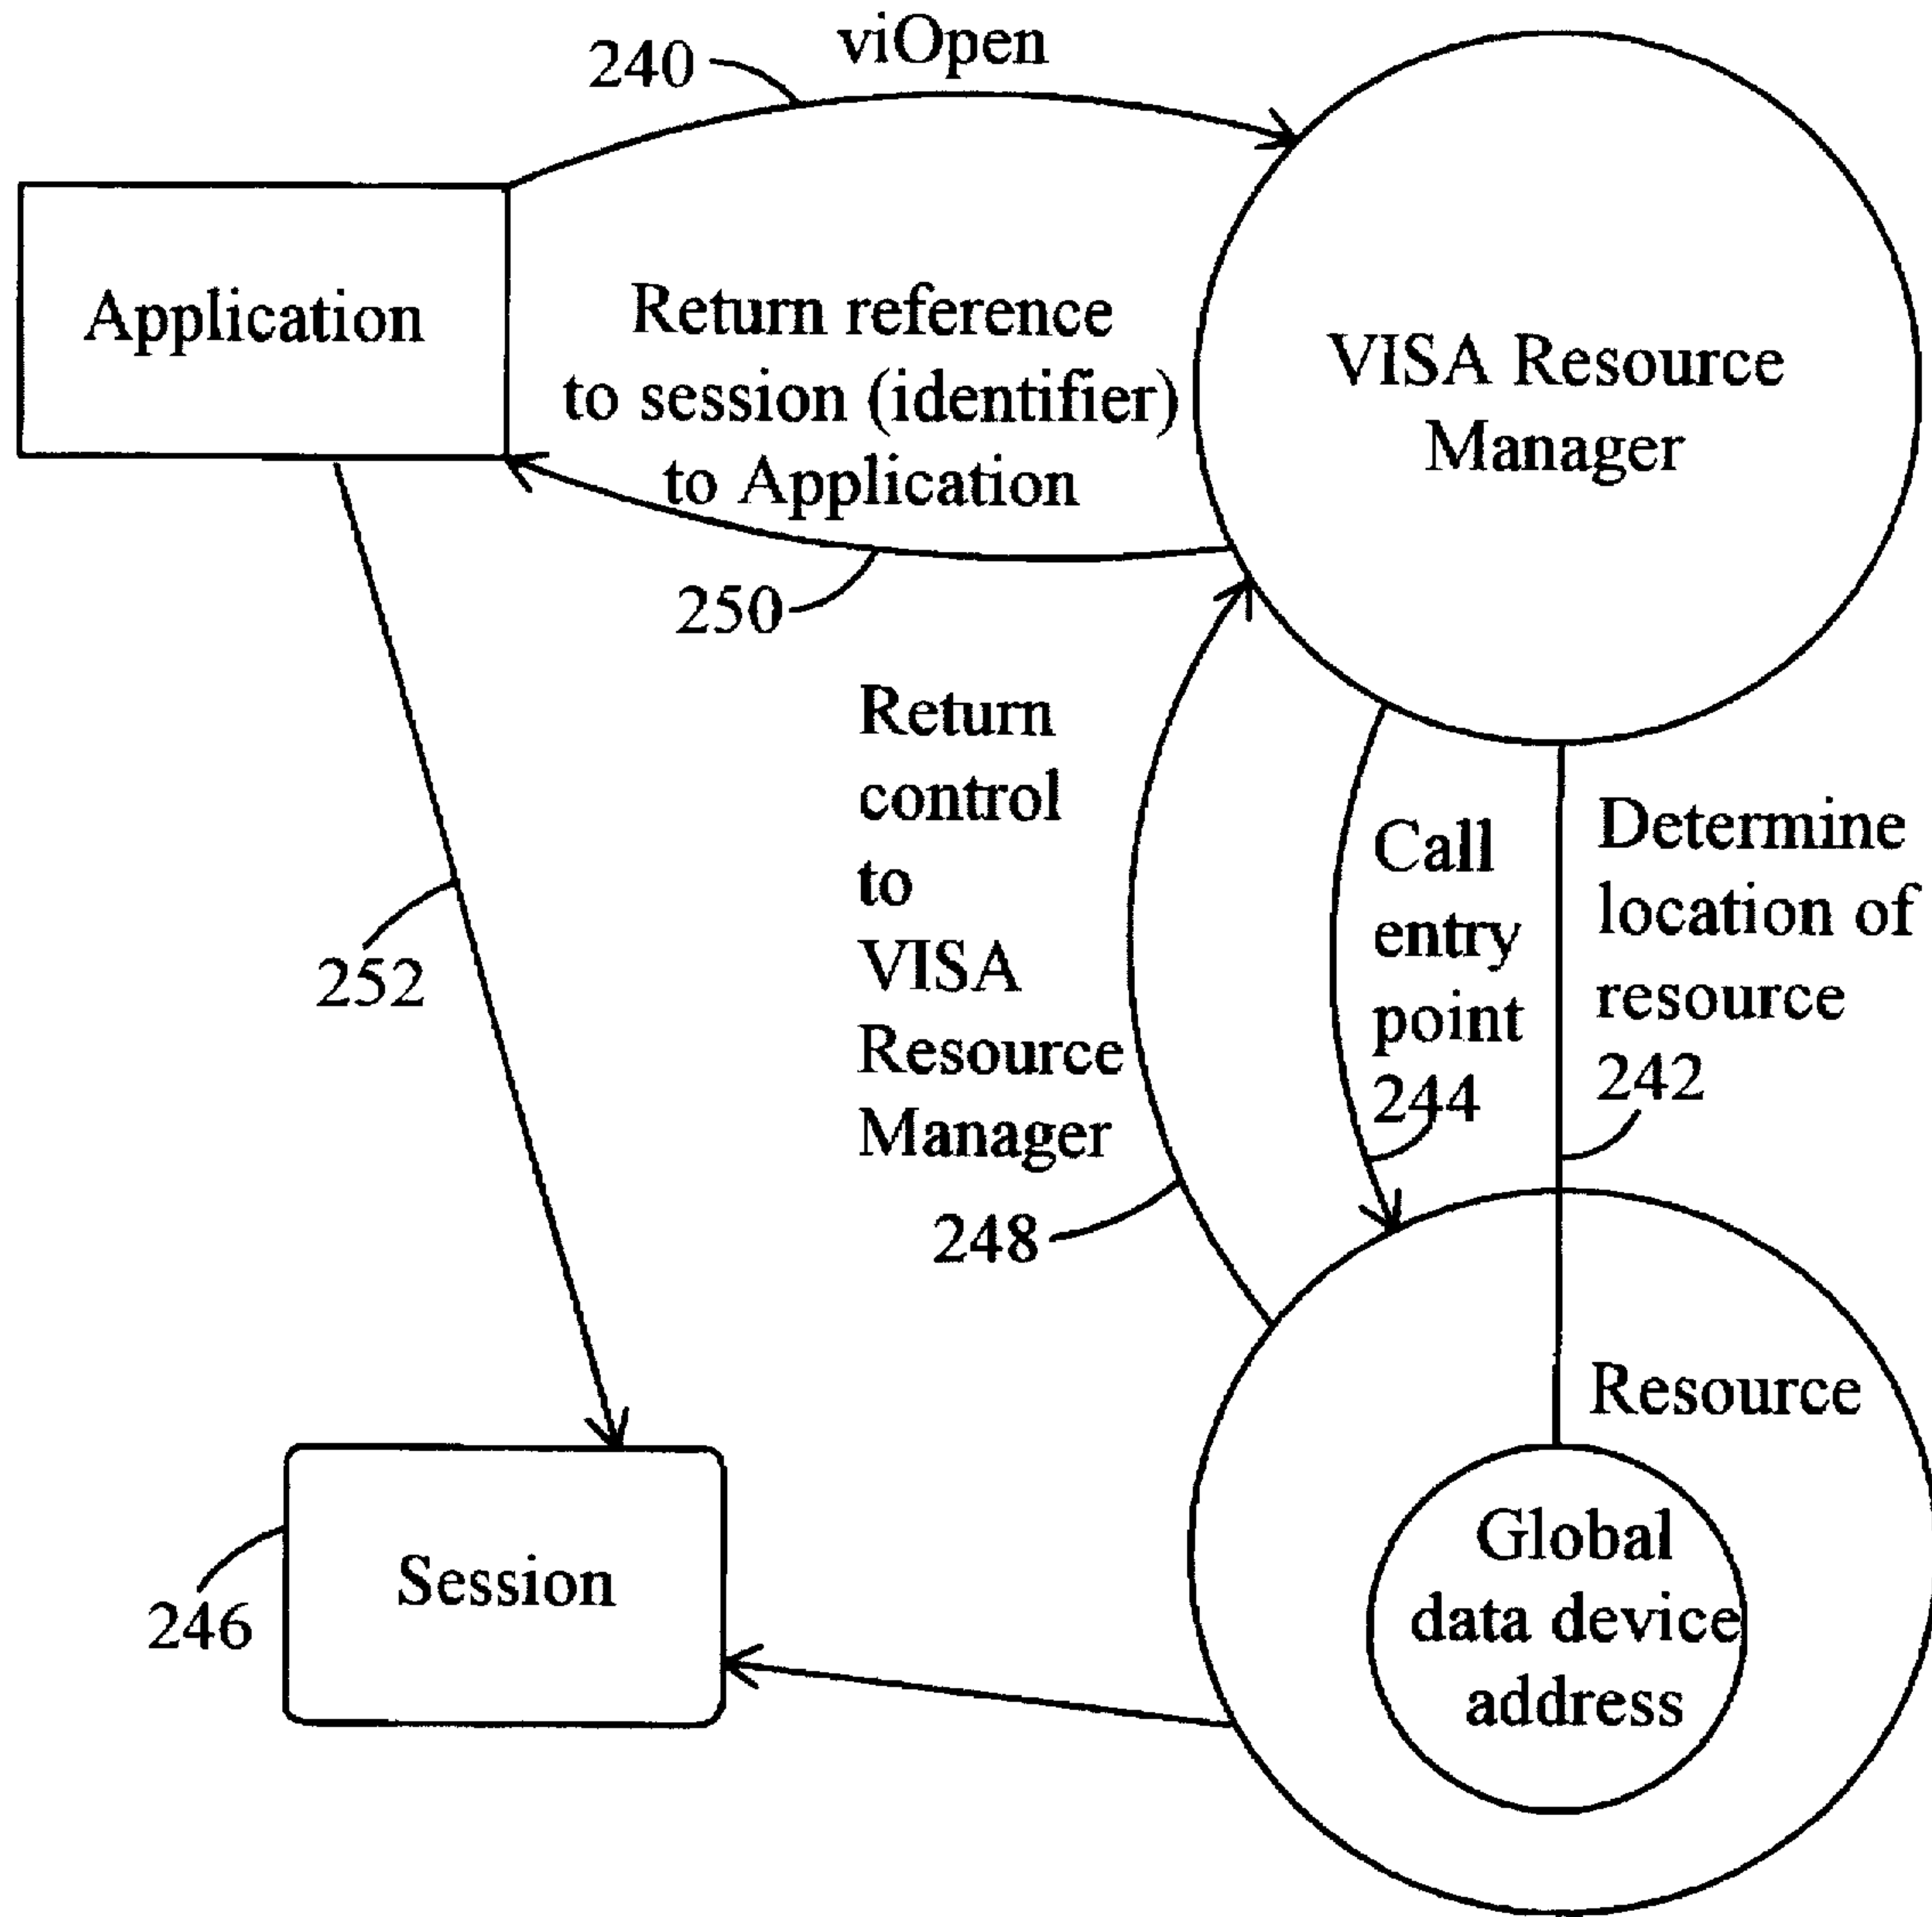 viOpen
240
Application
Return reference
to session (identifier)
to Application
VISA Resource
Manager
250
Return
control
to
VISA
Resource
Manager
248
Call
entry
point
244
Determine
location of
resource
242
252
Resource
Global
data device
address
Session
246